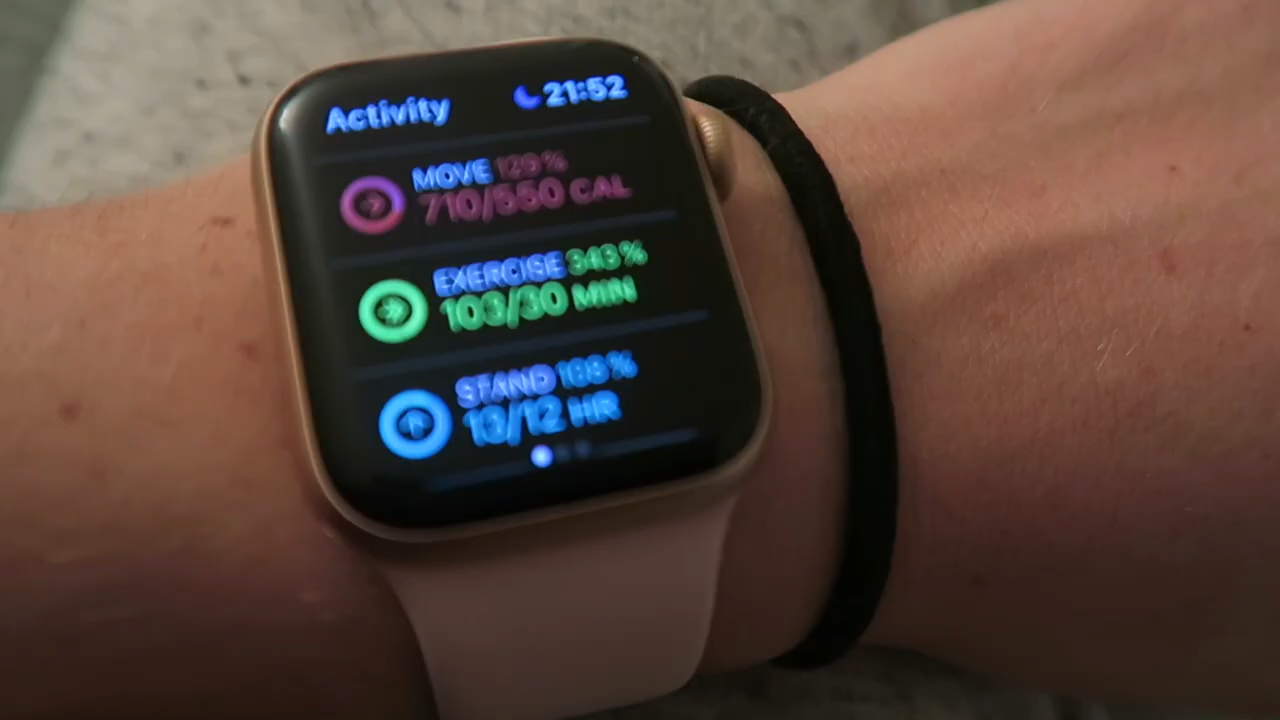 Activity 21:52
MOVE 129%
710/550 CAL
EXERCISE 343%
103/30 MIN
STAND 108%
13/12 HR